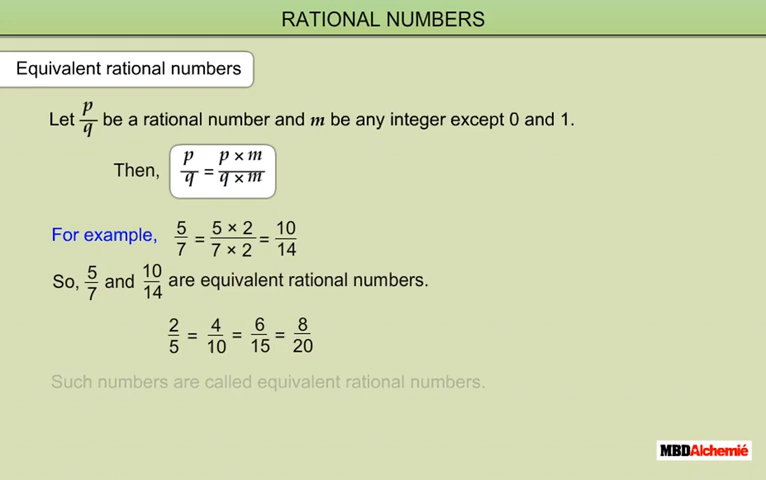 RATIONAL NUMBERS
Equivalent rational numbers
Let p/q be a rational number and m be any integer except 0 and 1.
Then, p/q = p × m/q × m
For example, 5/7 = 5 × 2/7 × 2 = 10/14
So, 5/7 and 10/14 are equivalent rational numbers.
2/5 = 4/10 = 6/15 = 8/20
Such numbers are called equivalent rational numbers.
MBDAlchemié